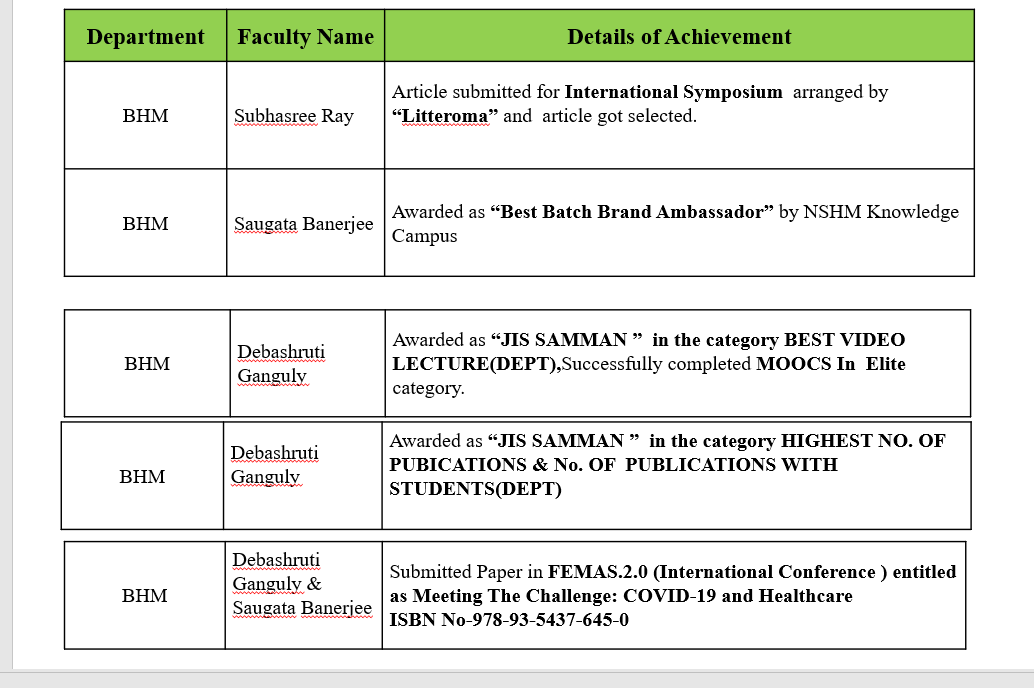 Department Faculty Name Details of Achievement
BHM Subhasree Ray Article submitted for International Symposium arranged by
“Litteroma” and article got selected.
BHM Saugata Banerjee Awarded as “Best Batch Brand Ambassador” by NSHM Knowledge
Campus
BHM Debashruti
Ganguly
Awarded as “JIS SAMMAN ” in the category BEST VIDEO
LECTURE(DEPT),Successfully completed MOOCS In Elite
category.
BHM Debashruti
Ganguly
Awarded as “JIS SAMMAN ” in the category HIGHEST NO. OF
PUBICATIONS & No. OF PUBLICATIONS WITH
STUDENTS(DEPT)
BHM Debashruti
Ganguly &
Saugata Banerjee
Submitted Paper in FEMAS.2.0 (International Conference ) entitled
as Meeting The Challenge: COVID-19 and Healthcare
ISBN No-978-93-5437-645-0